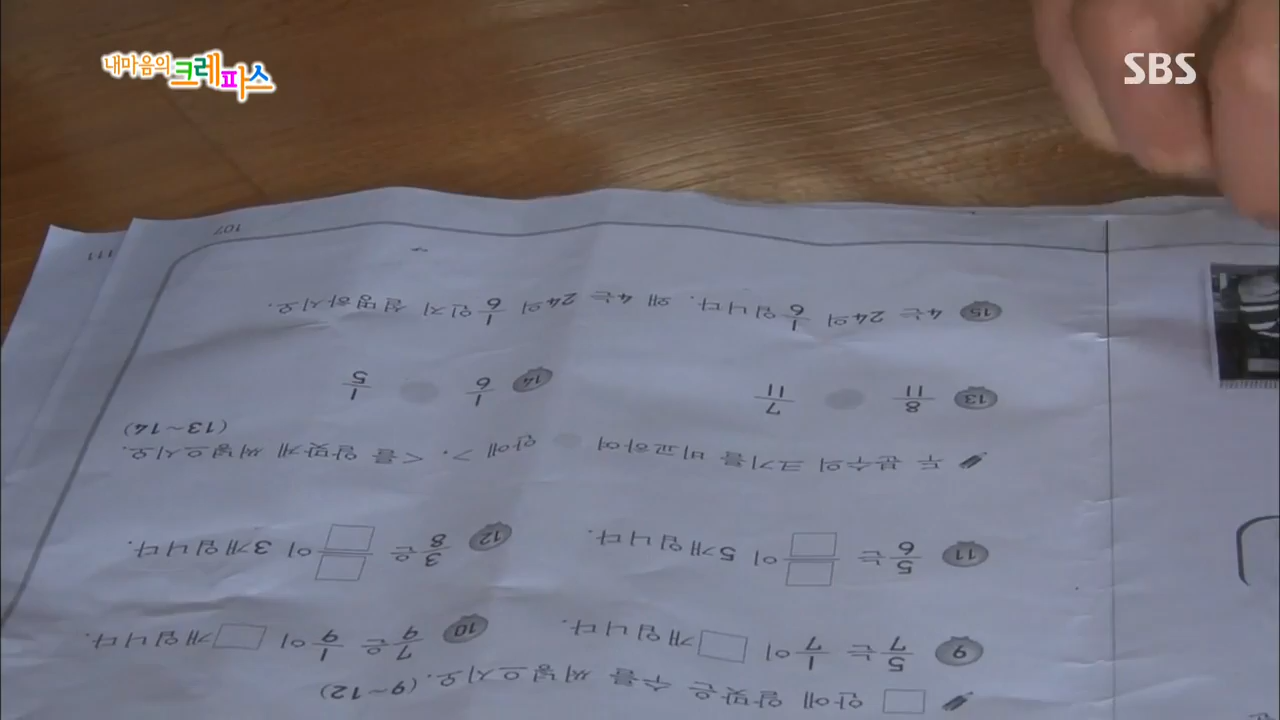 내마음의 크레파스
SBS
□ 안에 알맞은 수를 써넣으시오. (9~12)
9 5/7는 1/7이 □개입니다.
10 7/9은 1/9이 □개입니다.
11 5/6는 □/□이 5개입니다.
12 3/8은 □/□이 3개입니다.
두 분수의 크기를 비교하여 ● 안에 >, <를 알맞게 써넣으시오.
(13~14)
13 8/11 ● 7/11
14 1/6 ● 1/5
15 4는 24의 1/6입니다. 왜 4는 24의 1/6인지 설명하시오.
107
111